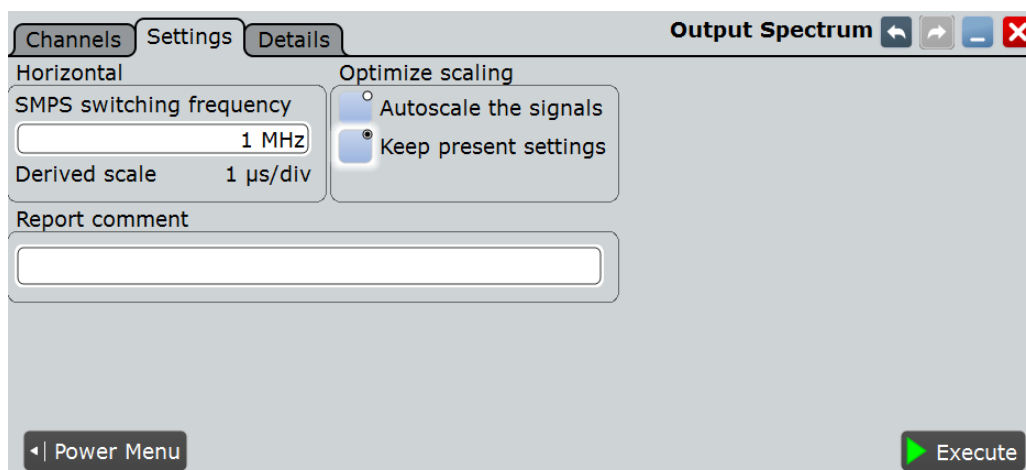 Channels Settings Details Output Spectrum
Horizontal
SMPS switching frequency
1 MHz
Derived scale 1 µs/div
Optimize scaling
Autoscale the signals
Keep present settings
Report comment
Power Menu
Execute